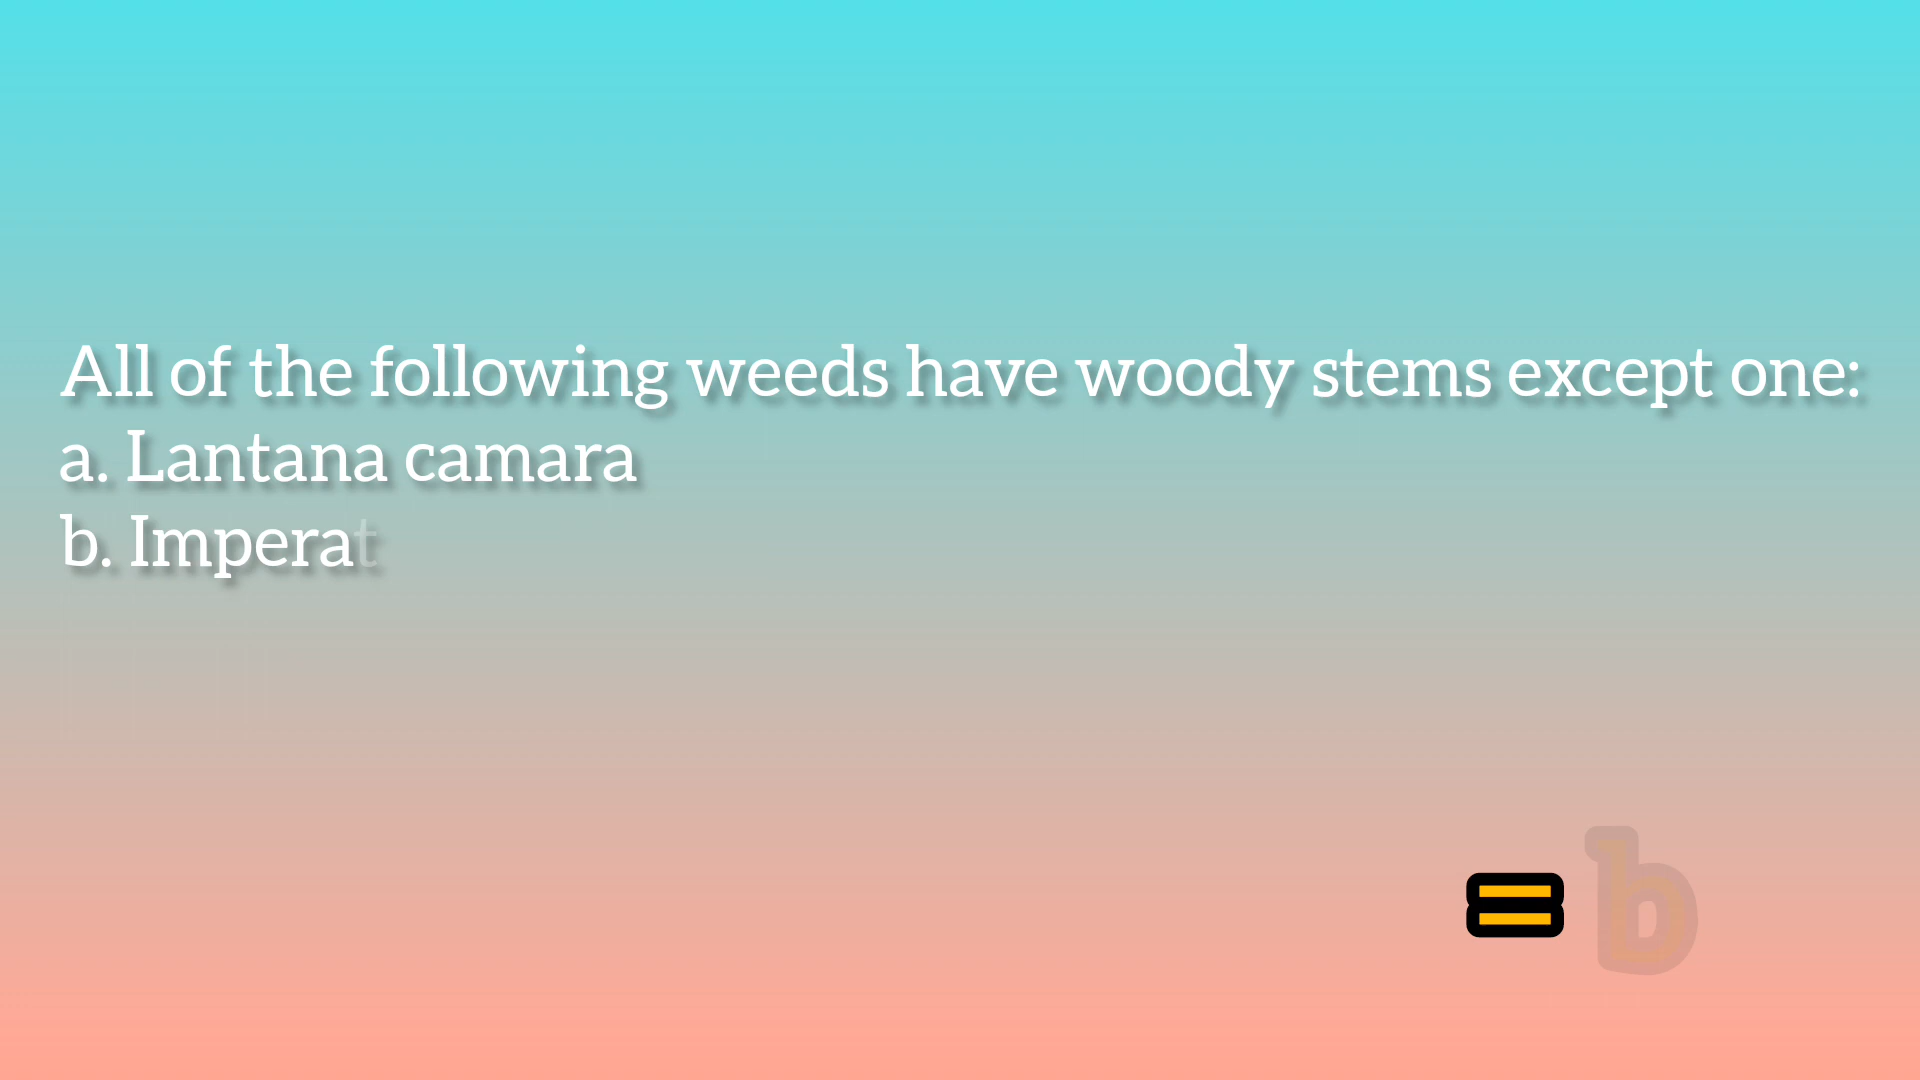 All of the following weeds have woody stems except one:
a. Lantana camara
b. Imperat
= b